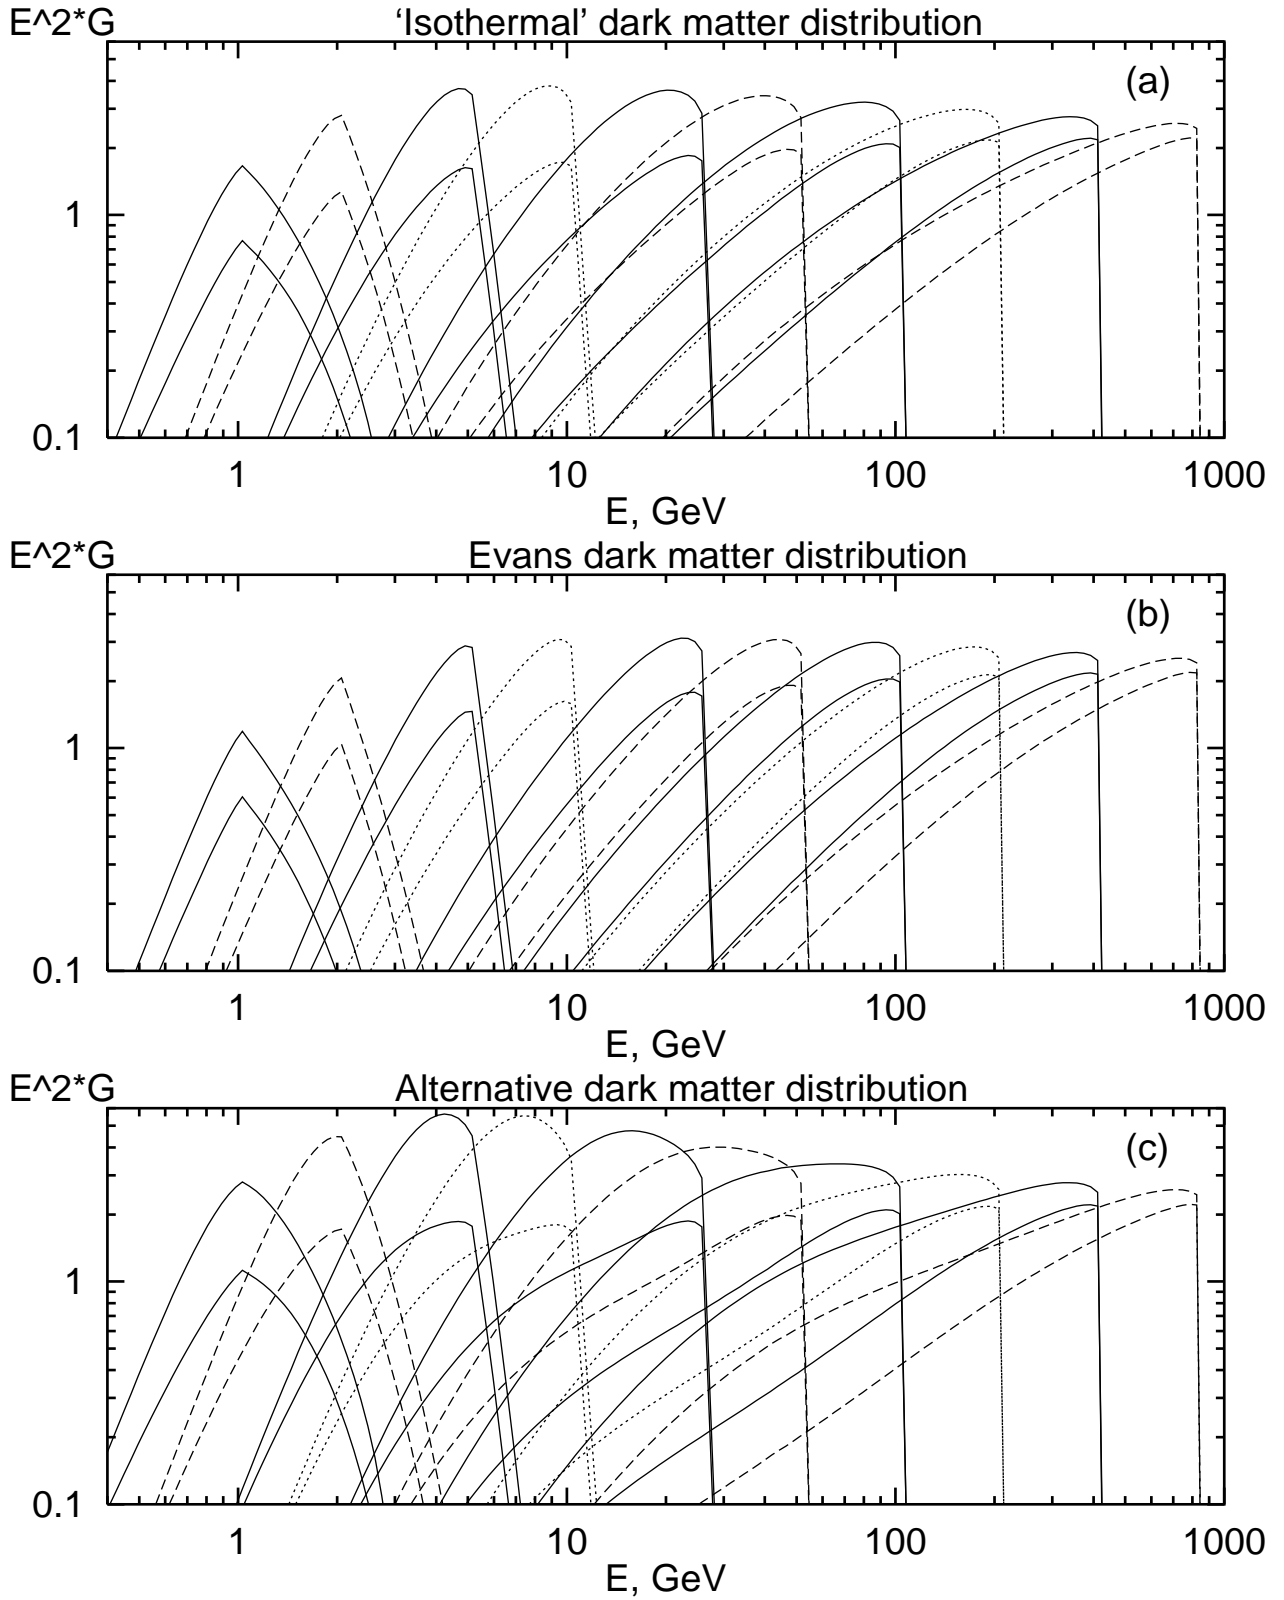 E^2*G
‘Isothermal’ dark matter distribution
(a)
1
0.1
1 10 100 1000
E, GeV
E^2*G
Evans dark matter distribution
(b)
1
0.1
1 10 100 1000
E, GeV
E^2*G
Alternative dark matter distribution
(c)
1
0.1
1 10 100 1000
E, GeV